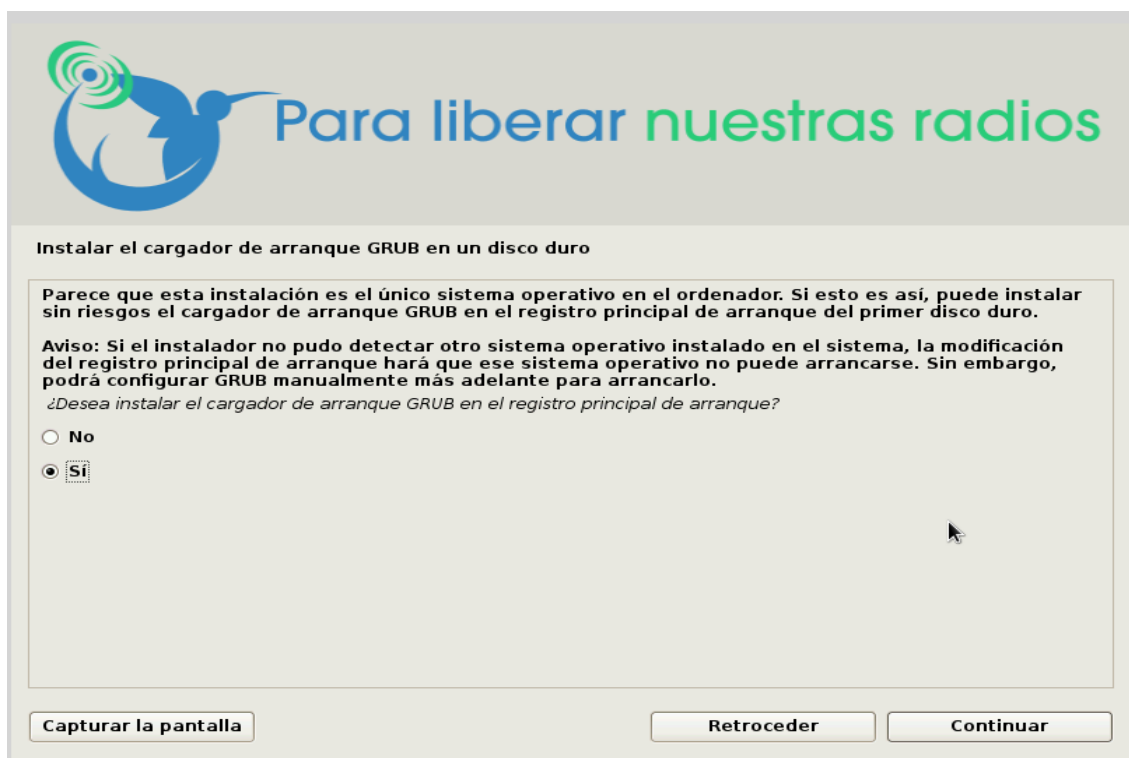 Para liberar nuestras radios
Instalar el cargador de arranque GRUB en un disco duro
Parece que esta instalación es el único sistema operativo en el ordenador. Si esto es así, puede instalar
sin riesgos el cargador de arranque GRUB en el registro principal de arranque del primer disco duro.
Aviso: Si el instalador no pudo detectar otro sistema operativo instalado en el sistema, la modificación
del registro principal de arranque hará que ese sistema operativo no puede arrancarse. Sin embargo,
podrá configurar GRUB manualmente más adelante para arrancarlo.
¿Desea instalar el cargador de arranque GRUB en el registro principal de arranque?
No
Sí
Capturar la pantalla
Retroceder
Continuar